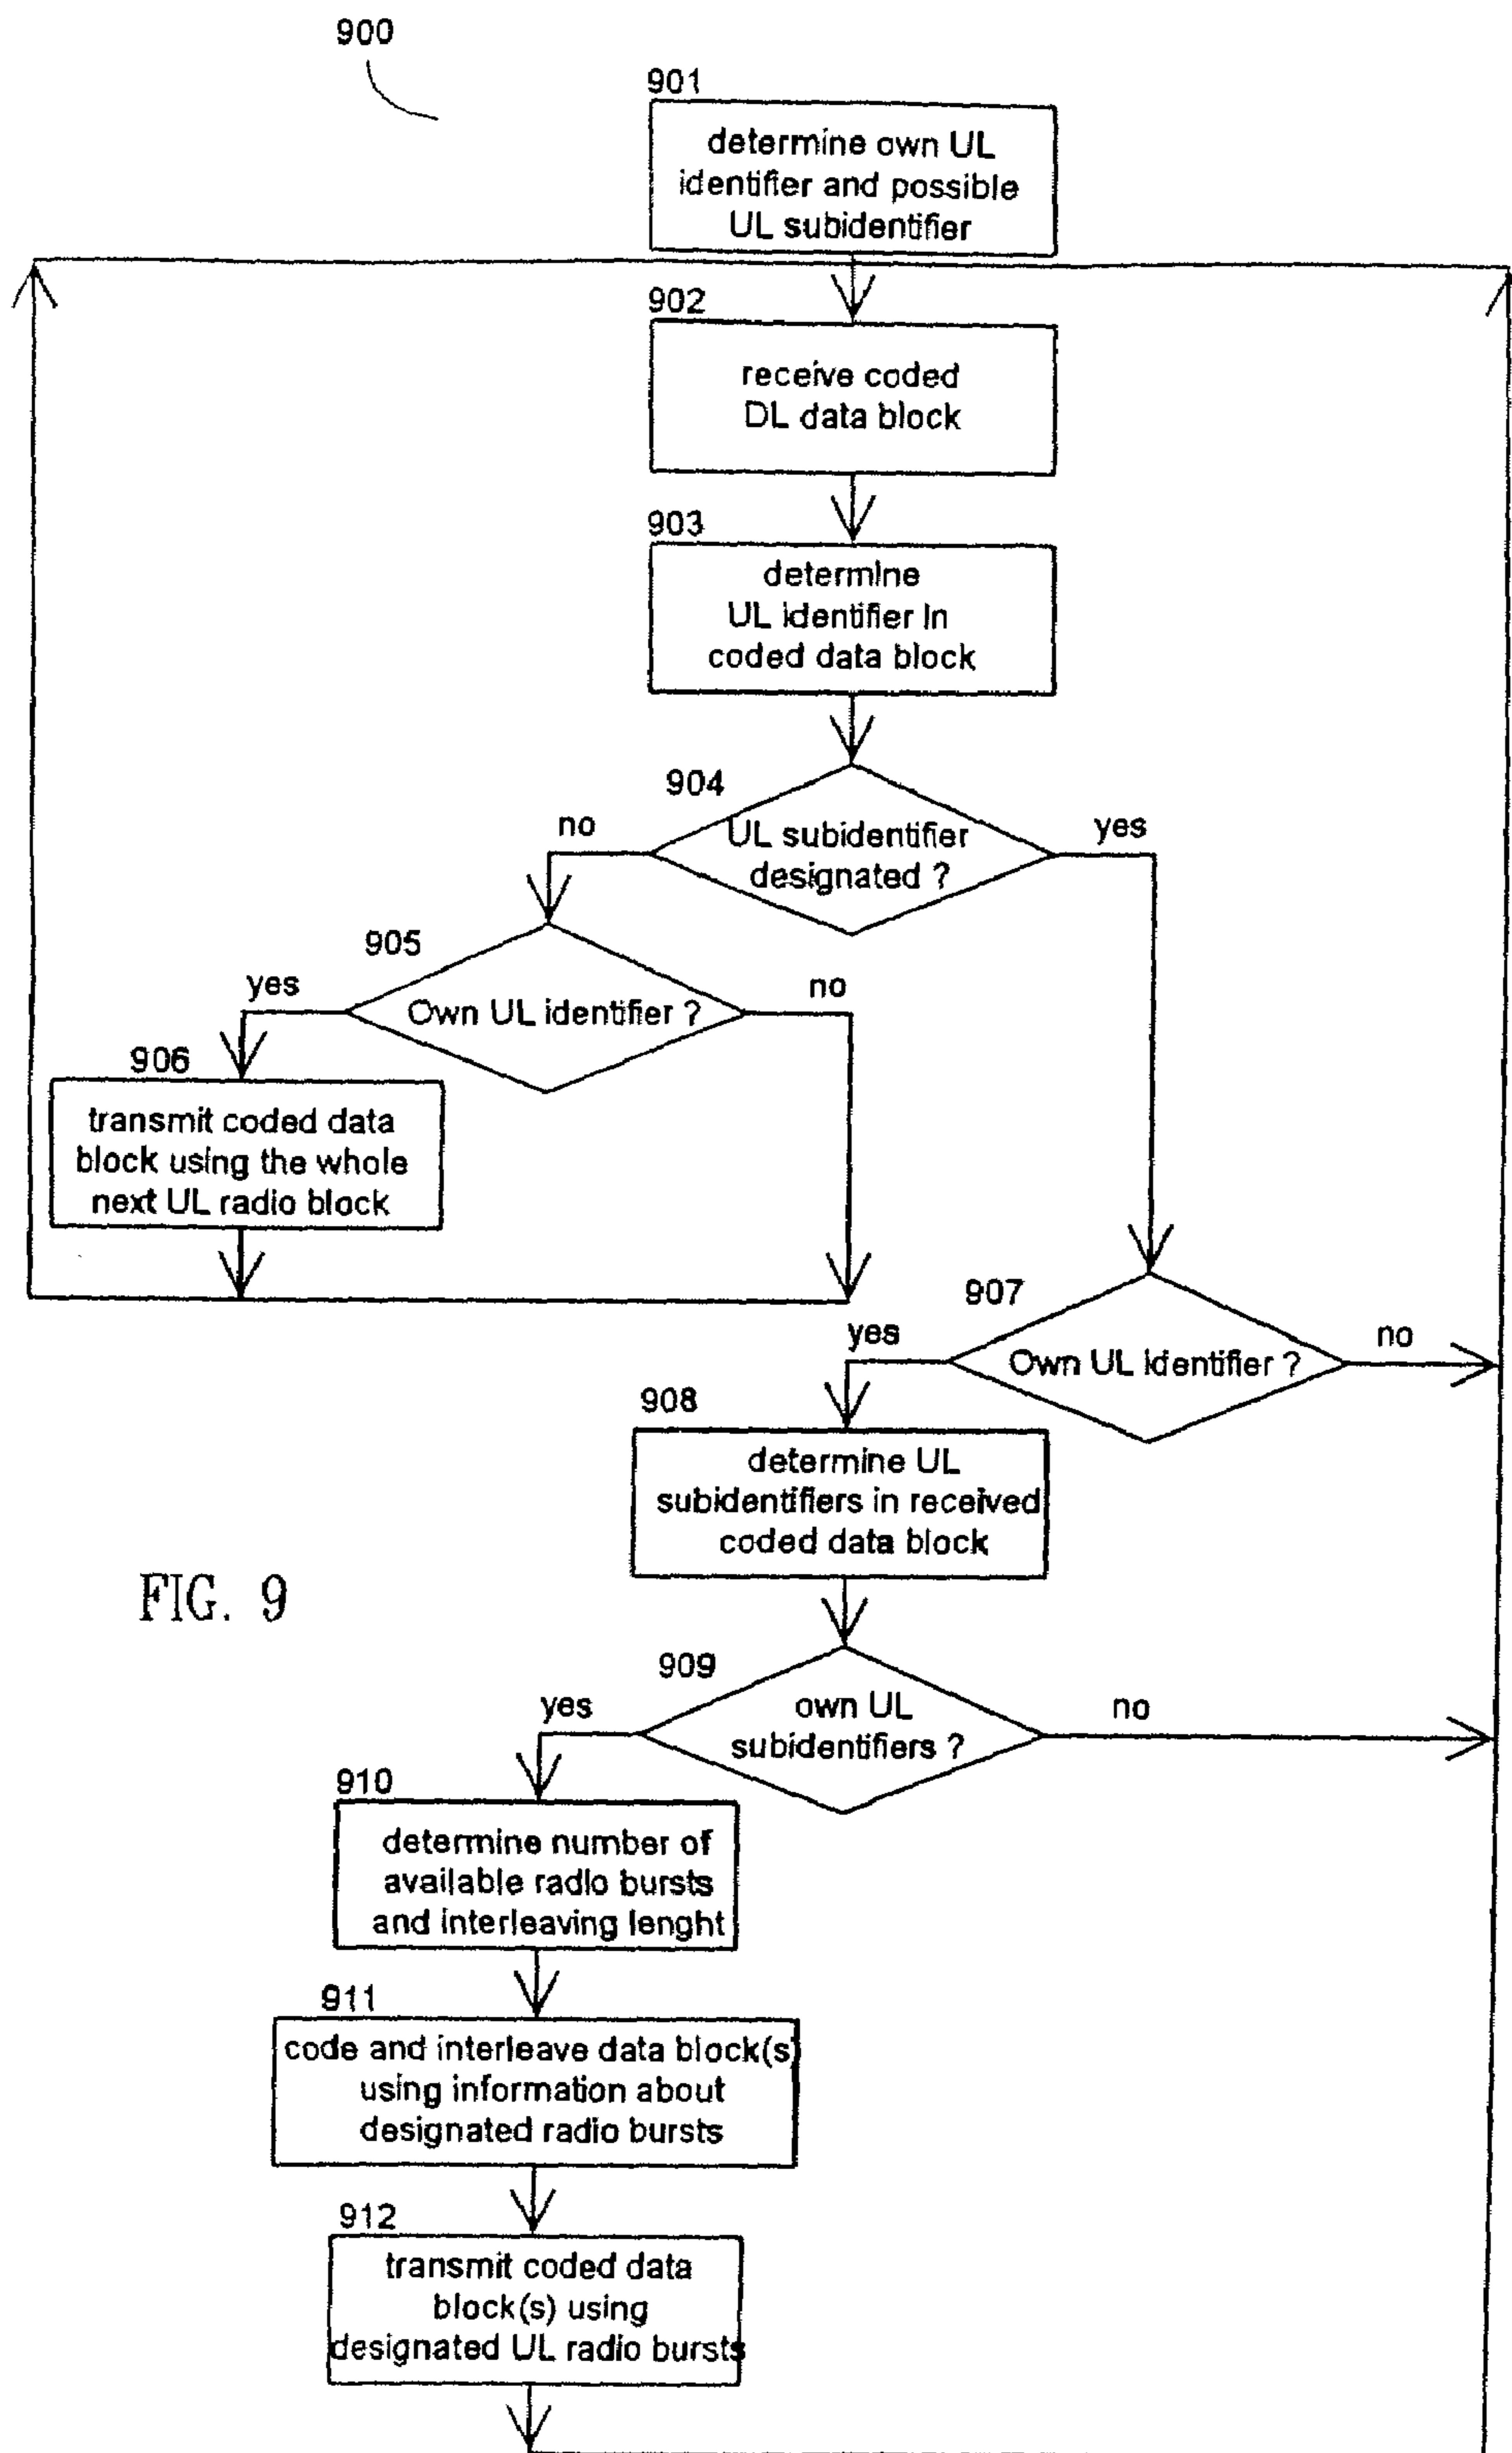 900
901
determine own UL
identifier and possible
UL subidentifier
902
receive coded
DL data block
903
determine
UL identifier in
coded data block
904
no
UL subidentifier
designated ?
yes
905
yes
Own UL identifier ?
no
906
transmit coded data
block using the whole
next UL radio block
907
yes
Own UL identifier ?
no
908
determine UL
subidentifiers in received
coded data block
FIG. 9
909
yes
own UL
subidentifiers ?
no
910
determine number of
available radio bursts
and interleaving lenght
911
code and interleave data block(s)
using information about
designated radio bursts
912
transmit coded data
block(s) using
designated UL radio bursts